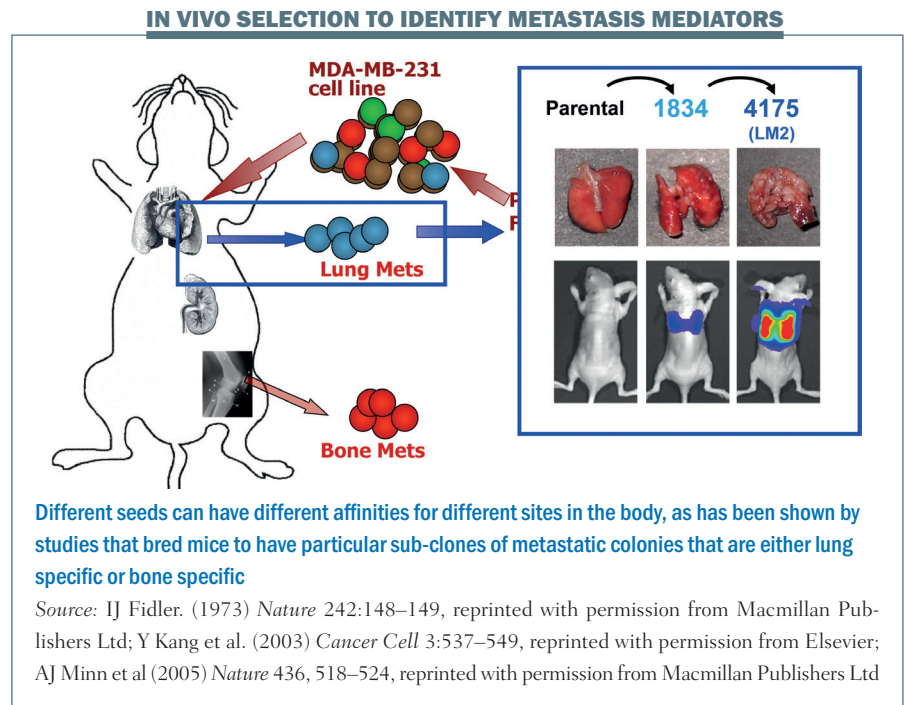 IN VIVO SELECTION TO IDENTIFY METASTASIS MEDIATORS
MDA-MB-231
cell line
Lung Mets
Bone Mets
Parental
1834
4175
(LM2)
Different seeds can have different affinities for different sites in the body, as has been shown by
studies that bred mice to have particular sub-clones of metastatic colonies that are either lung
specific or bone specific
Source: IJ Fidler. (1973) Nature 242:148–149, reprinted with permission from Macmillan Pub-
lishers Ltd; Y Kang et al. (2003) Cancer Cell 3:537–549, reprinted with permission from Elsevier;
AJ Minn et al (2005) Nature 436, 518–524, reprinted with permission from Macmillan Publishers Ltd